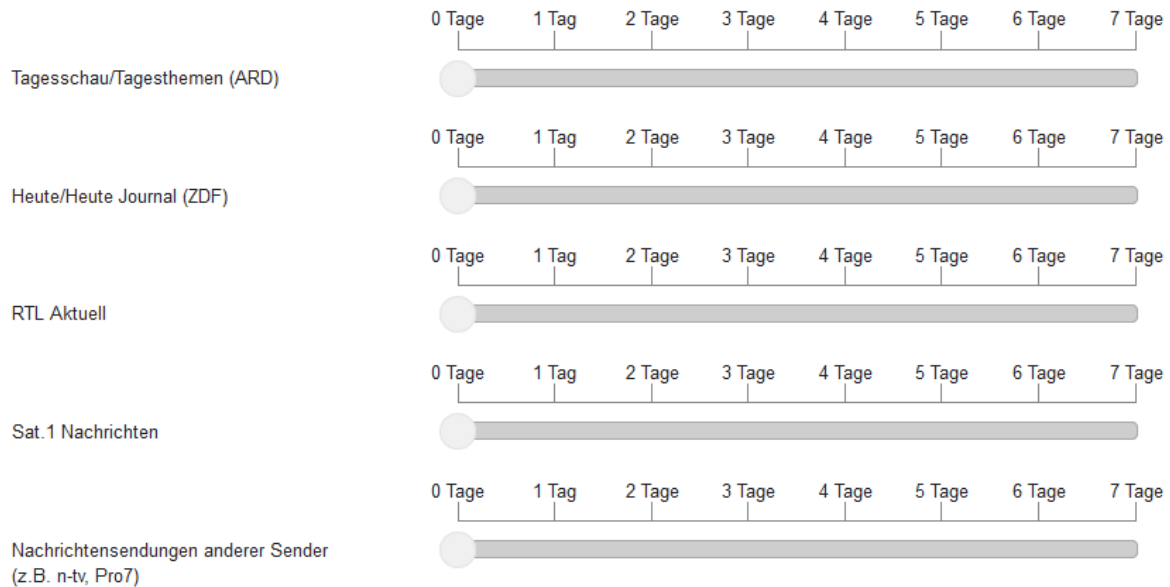 0 Tage 1 Tag 2 Tage 3 Tage 4 Tage 5 Tage 6 Tage 7 Tage
Tagesschau/Tagesthemen (ARD)
0 Tage 1 Tag 2 Tage 3 Tage 4 Tage 5 Tage 6 Tage 7 Tage
Heute/Heute Journal (ZDF)
0 Tage 1 Tag 2 Tage 3 Tage 4 Tage 5 Tage 6 Tage 7 Tage
RTL Aktuell
0 Tage 1 Tag 2 Tage 3 Tage 4 Tage 5 Tage 6 Tage 7 Tage
Sat.1 Nachrichten
0 Tage 1 Tag 2 Tage 3 Tage 4 Tage 5 Tage 6 Tage 7 Tage
Nachrichtensendungen anderer Sender
(z.B. n-tv, Pro7)